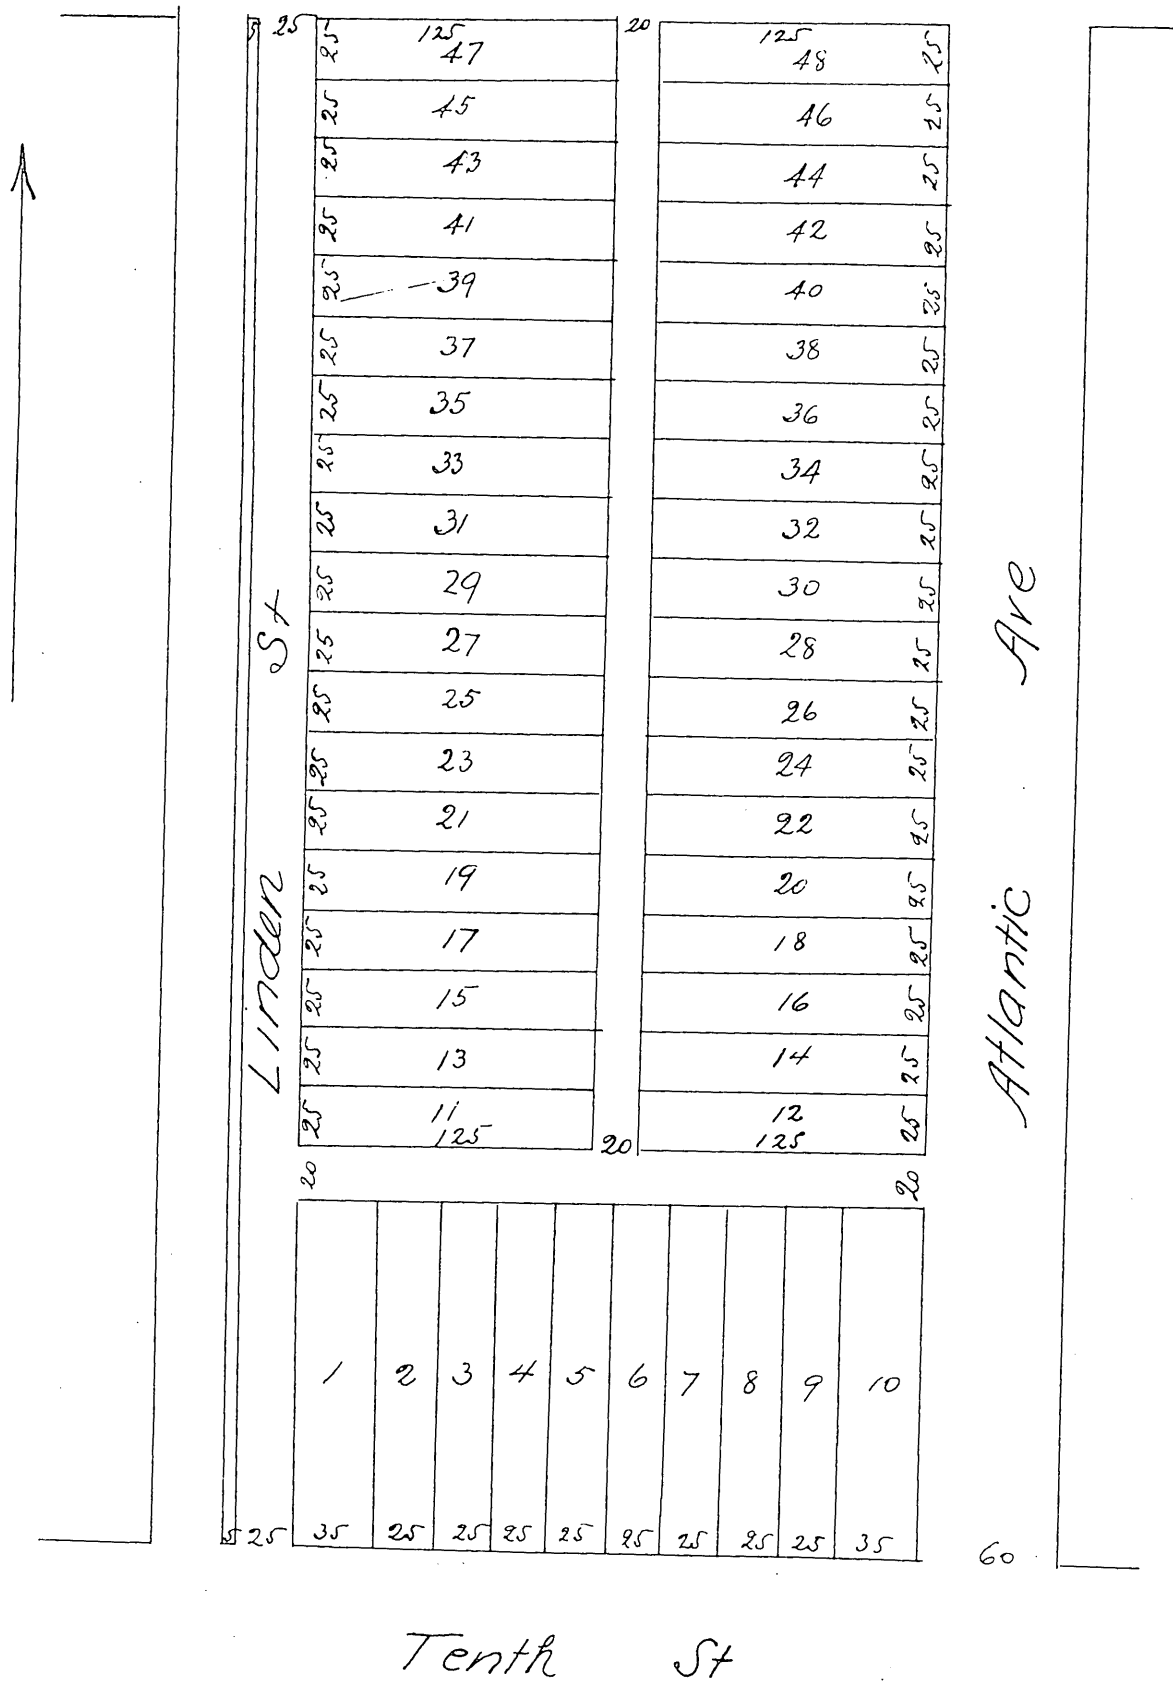 5 25 125 20 125
25 47 48 25
25 45 46 25
25 43 44 25
25 41 42 25
25 39 40 25
25 37 38 25
25 35 36 25
25 33 34 25
25 31 32 25
25 29 30 25
25 27 28 25
25 25 26 25
25 23 24 25
25 21 22 25
25 19 20 25
25 17 18 25
25 15 16 25
25 13 14 25
25 11 12 25
125 20 125
20 20
Linden St
Atlantic Ave
1 2 3 4 5 6 7 8 9 10
5 25 35 25 25 25 25 25 25 25 25 35 60
Tenth St